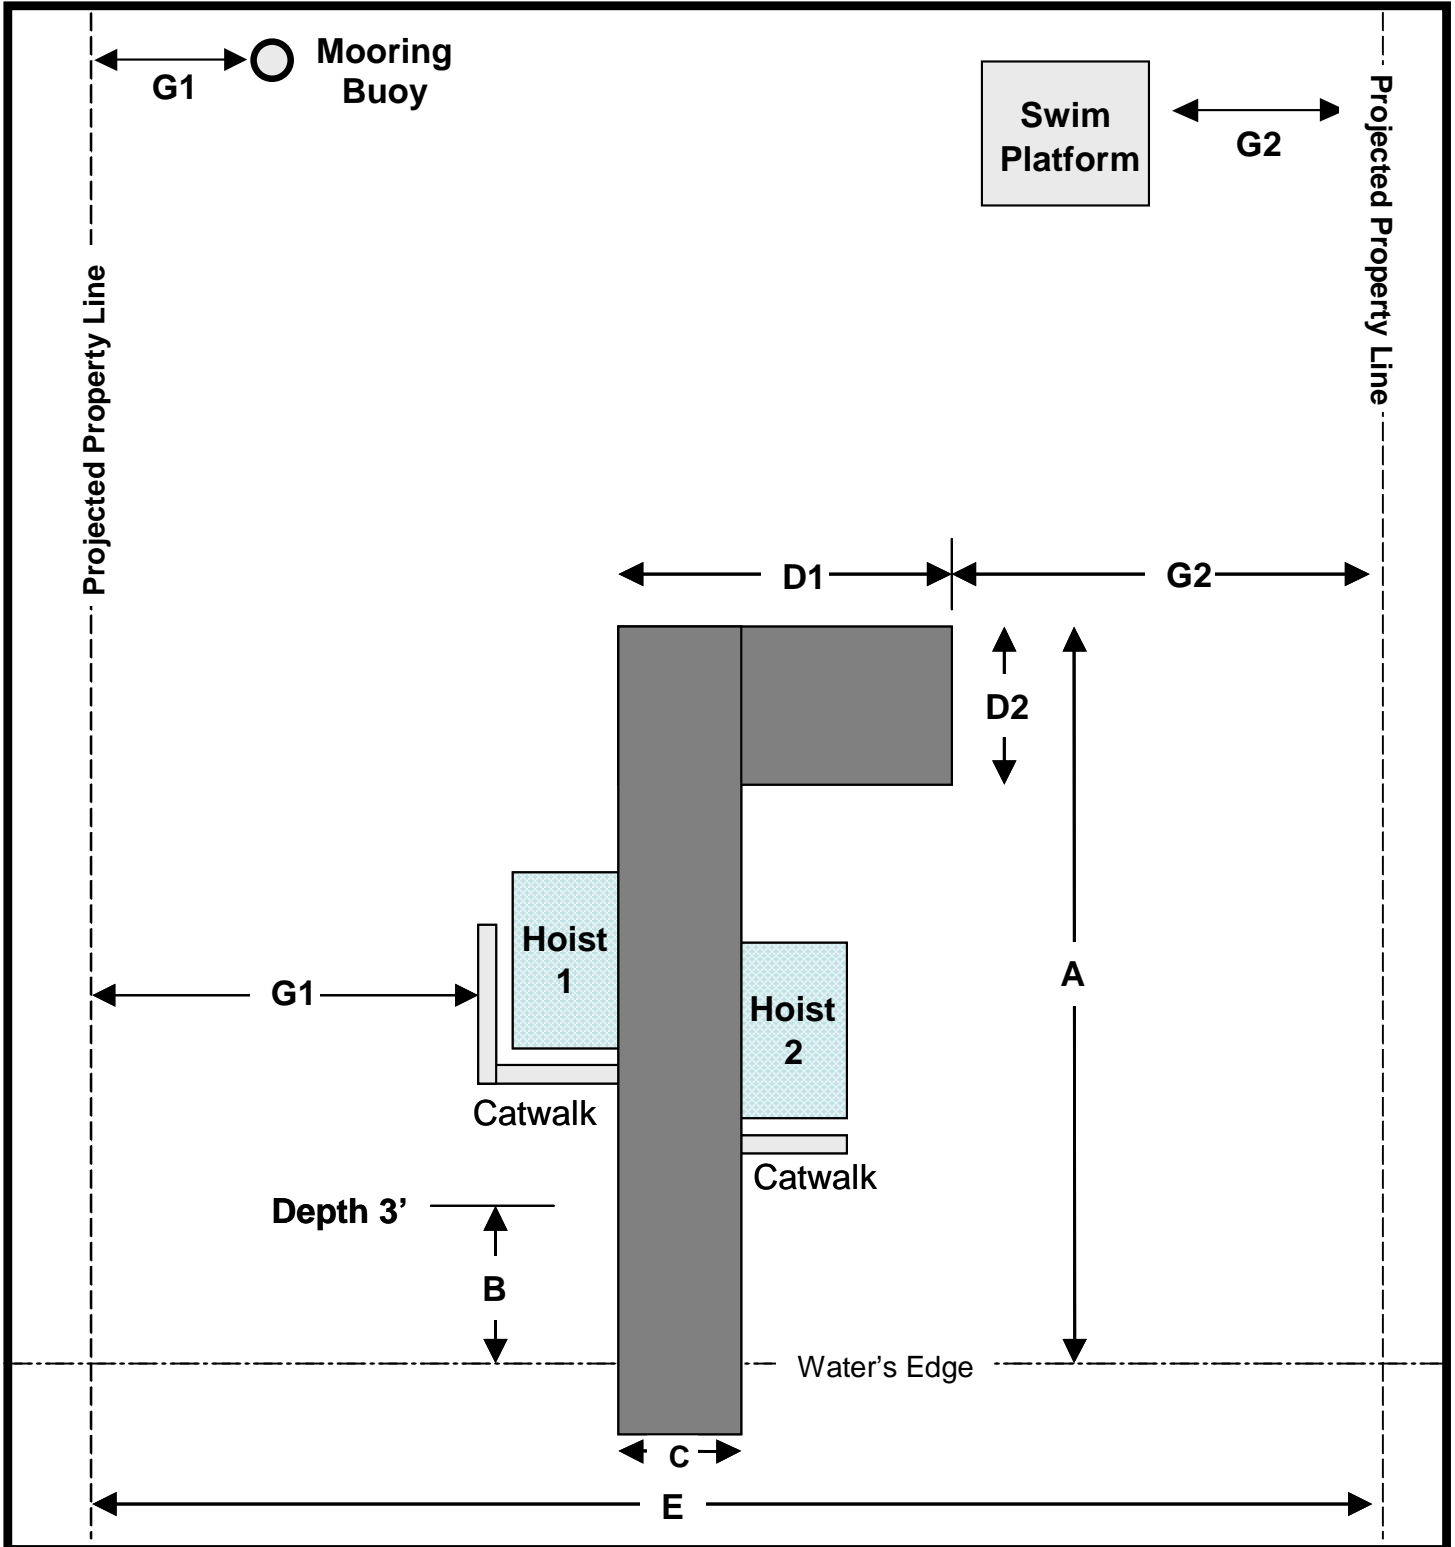 Mooring
Buoy
G1
Swim
Platform
G2
Projected Property Line
Projected Property Line
D1
G2
D2
Hoist
1
A
G1
Hoist
2
Catwalk
Catwalk
Depth 3’
B
Water’s Edge
C
E